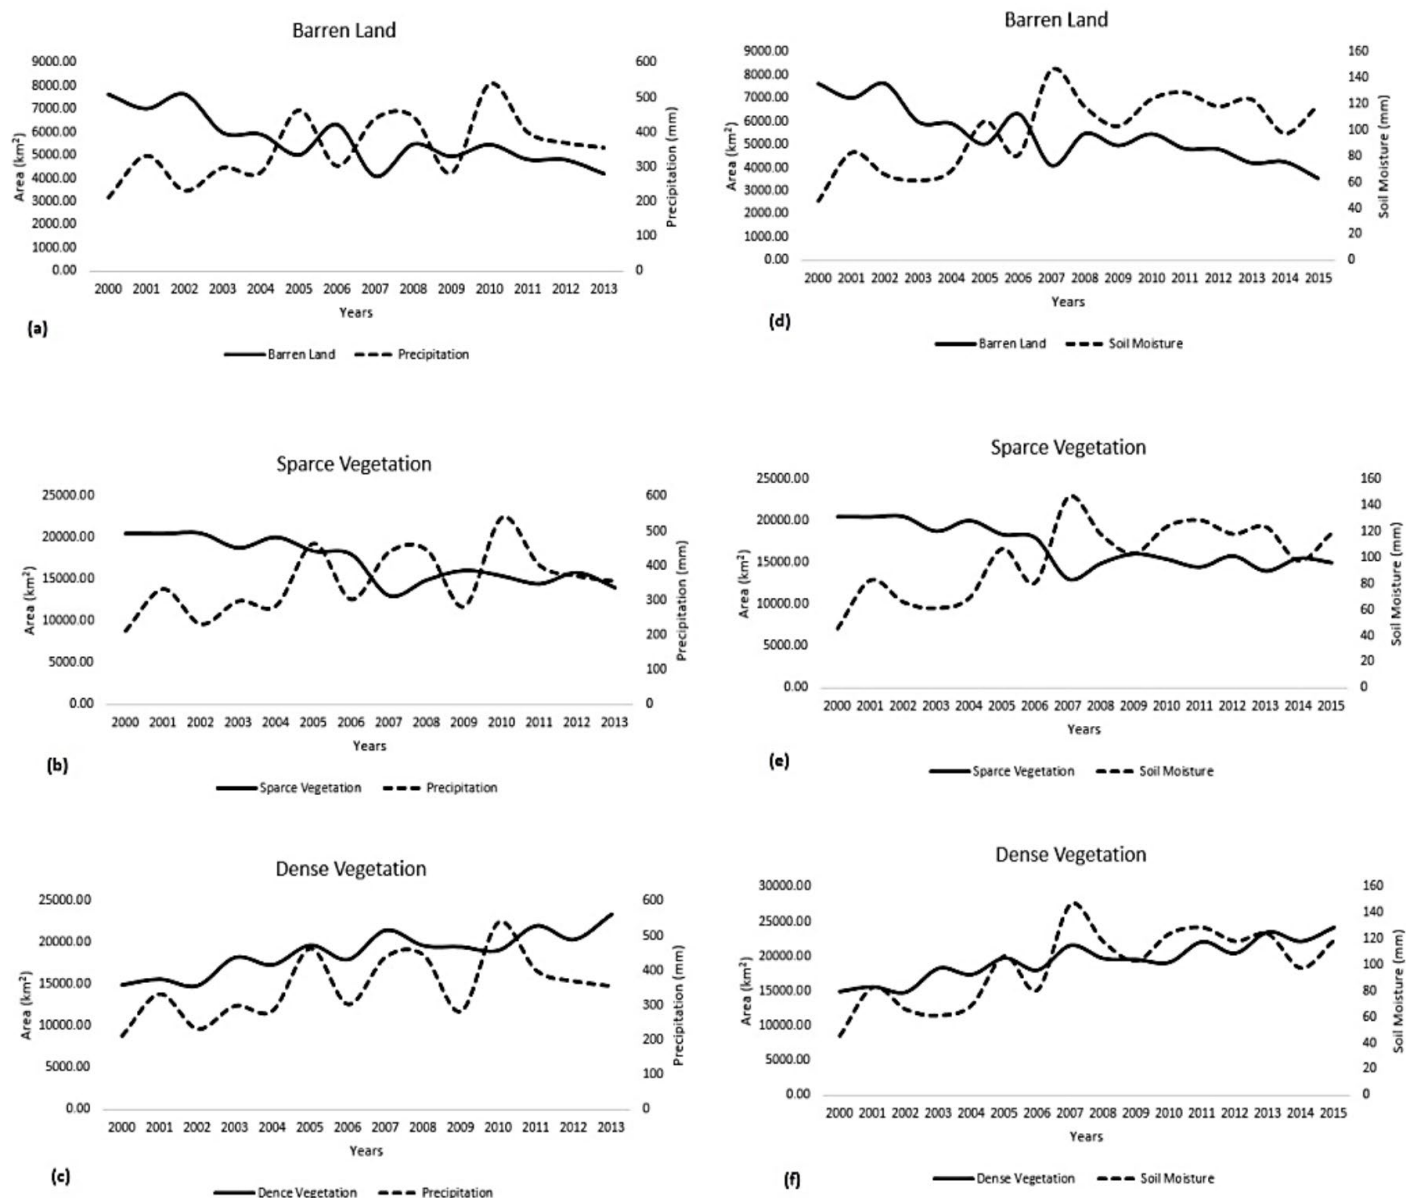 Barren Land
9000.00
8000.00
7000.00
6000.00
5000.00
4000.00
3000.00
2000.00
1000.00
0.00
Area (km²)
600
500
400
300
200
100
0
Precipitation (mm)
2000 2001 2002 2003 2004 2005 2006 2007 2008 2009 2010 2011 2012 2013
Years
(a)
Barren Land Precipitation
Barren Land
9000.00
8000.00
7000.00
6000.00
5000.00
4000.00
3000.00
2000.00
1000.00
0.00
Area (km²)
160
140
120
100
80
60
40
20
0
Soil Moisture (mm)
2000 2001 2002 2003 2004 2005 2006 2007 2008 2009 2010 2011 2012 2013 2014 2015
Years
(d)
Barren Land Soil Moisture
Sparce Vegetation
25000.00
20000.00
15000.00
10000.00
5000.00
0.00
Area (km²)
600
500
400
300
200
100
0
Precipitation (mm)
2000 2001 2002 2003 2004 2005 2006 2007 2008 2009 2010 2011 2012 2013
Years
(b)
Sparce Vegetation Precipitation
Sparce Vegetation
25000.00
20000.00
15000.00
10000.00
5000.00
0.00
Area (km²)
160
140
120
100
80
60
40
20
0
Soil Moisture (mm)
2000 2001 2002 2003 2004 2005 2006 2007 2008 2009 2010 2011 2012 2013 2014 2015
Years
(e)
Sparce Vegetation Soil Moisture
Dense Vegetation
25000.00
20000.00
15000.00
10000.00
5000.00
0.00
Area (km²)
600
500
400
300
200
100
0
Precipitation (mm)
2000 2001 2002 2003 2004 2005 2006 2007 2008 2009 2010 2011 2012 2013
Years
(c)
Dence Vegetation Precipitation
Dense Vegetation
30000.00
25000.00
20000.00
15000.00
10000.00
5000.00
0.00
Area (km²)
160
140
120
100
80
60
40
20
0
Soil Moisture (mm)
2000 2001 2002 2003 2004 2005 2006 2007 2008 2009 2010 2011 2012 2013 2014 2015
Years
(f)
Dense Vegetation Soil Moisture